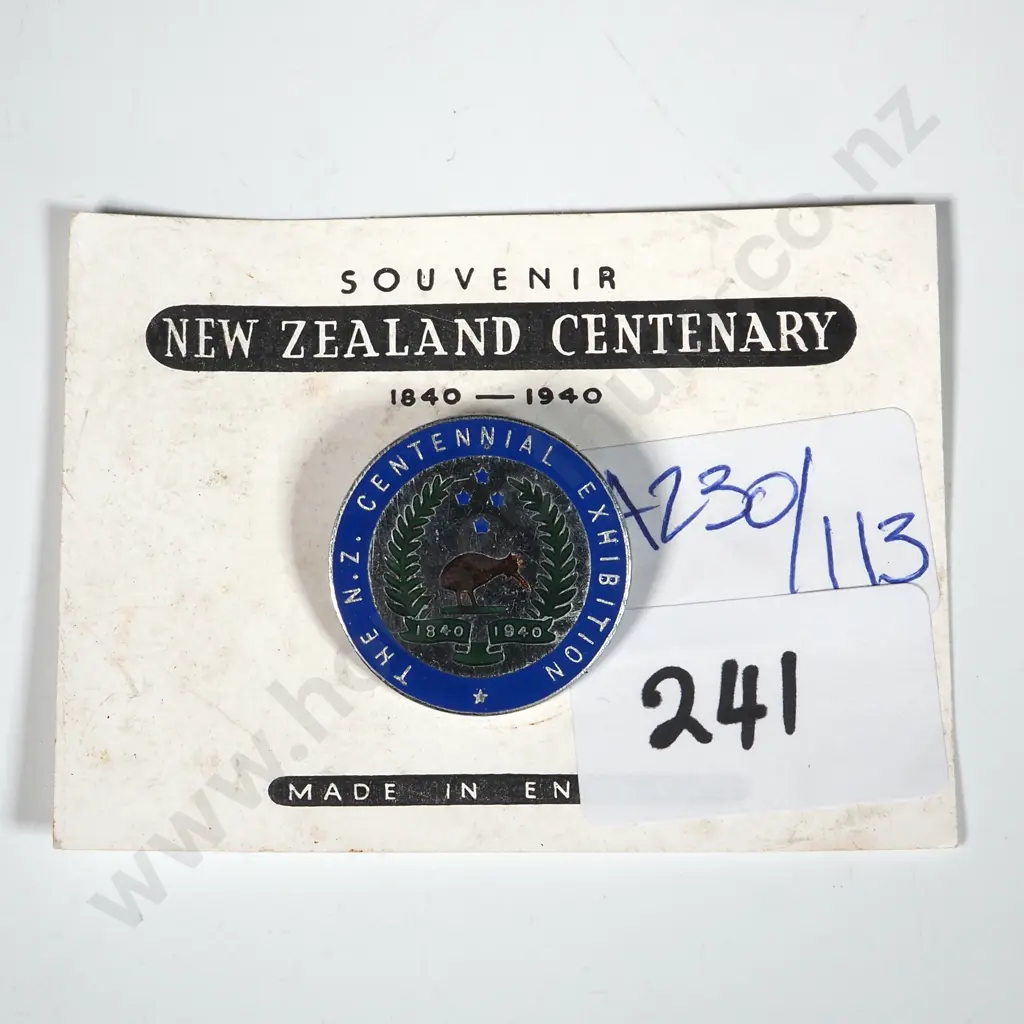 SOUVENIR
NEW ZEALAND CENTENARY
1840 — 1940
THE N.Z. CENTENNIAL EXHIBITION
1840 1940
A230/113
241
MADE IN EN